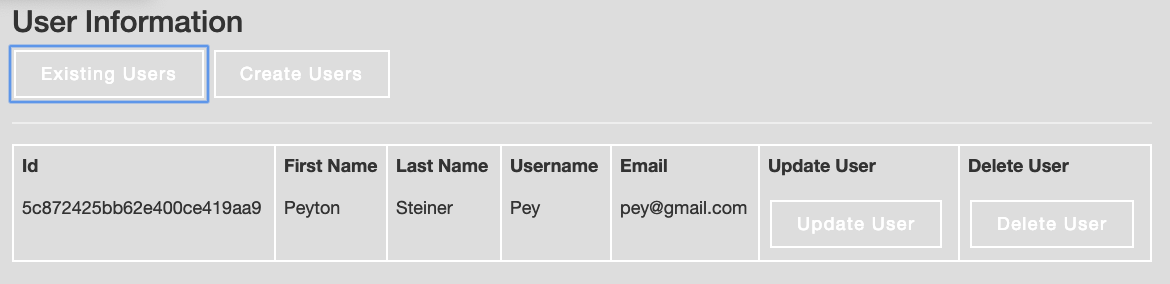 User Information
Existing Users Create Users
Id First Name Last Name Username Email Update User Delete User
5c872425bb62e400ce419aa9 Peyton Steiner Pey pey@gmail.com Update User Delete User